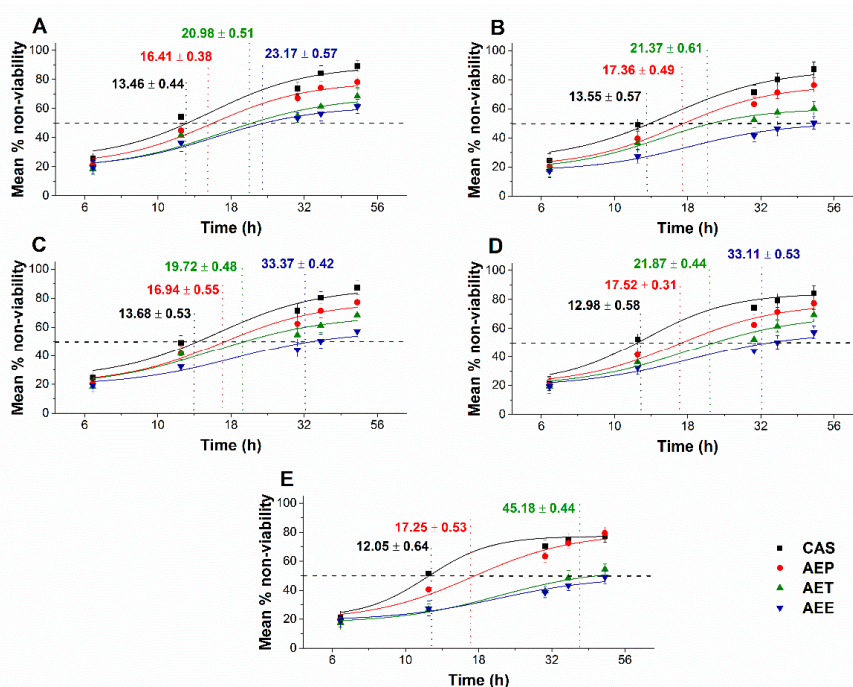 A
20.98 ± 0.51
16.41 ± 0.38
23.17 ± 0.57
13.46 ± 0.44
Mean % non-viability
100
80
60
40
20
0
6
10
18
32
56
Time (h)
B
21.37 ± 0.61
17.36 ± 0.49
13.55 ± 0.57
Mean % non-viability
100
80
60
40
20
0
6
10
18
32
56
Time (h)
C
19.72 ± 0.48
33.37 ± 0.42
16.94 ± 0.55
13.68 ± 0.53
Mean % non-viability
100
80
60
40
20
0
6
10
18
32
56
Time (h)
D
33.11 ± 0.53
21.87 ± 0.44
17.52 ± 0.31
12.98 ± 0.58
Mean % non-viability
100
80
60
40
20
0
6
10
18
32
56
Time (h)
E
45.18 ± 0.44
17.25 ± 0.53
12.05 ± 0.64
Mean % non-viability
100
80
60
40
20
0
6
10
18
32
56
Time (h)
CAS
AEP
AET
AEE